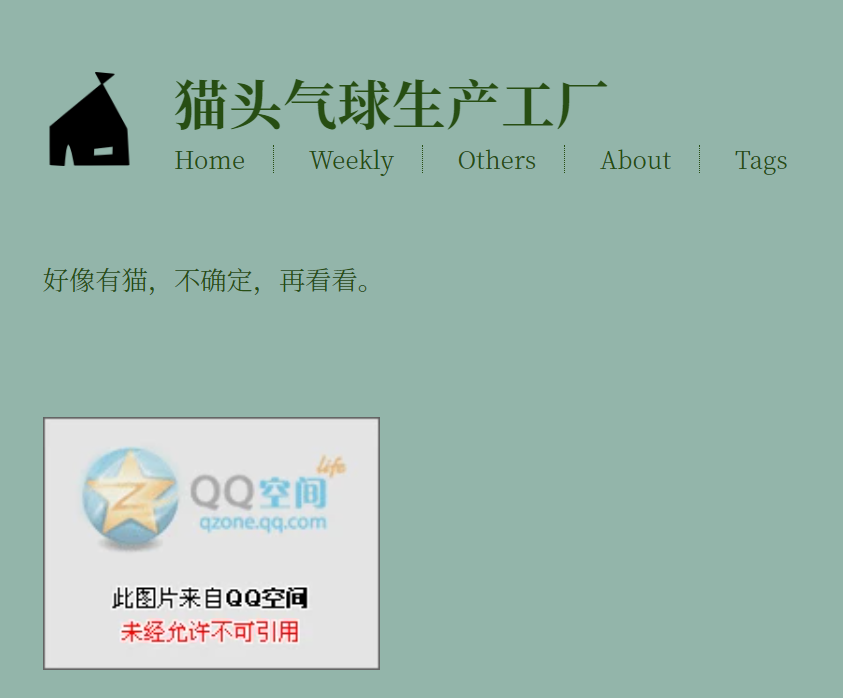 猫头气球生产工厂
Home
Weekly
Others
About
Tags
好像有猫，不确定，再看看。
life
QQ空间
qzone.qq.com
此图片来自QQ空间
未经允许不可引用